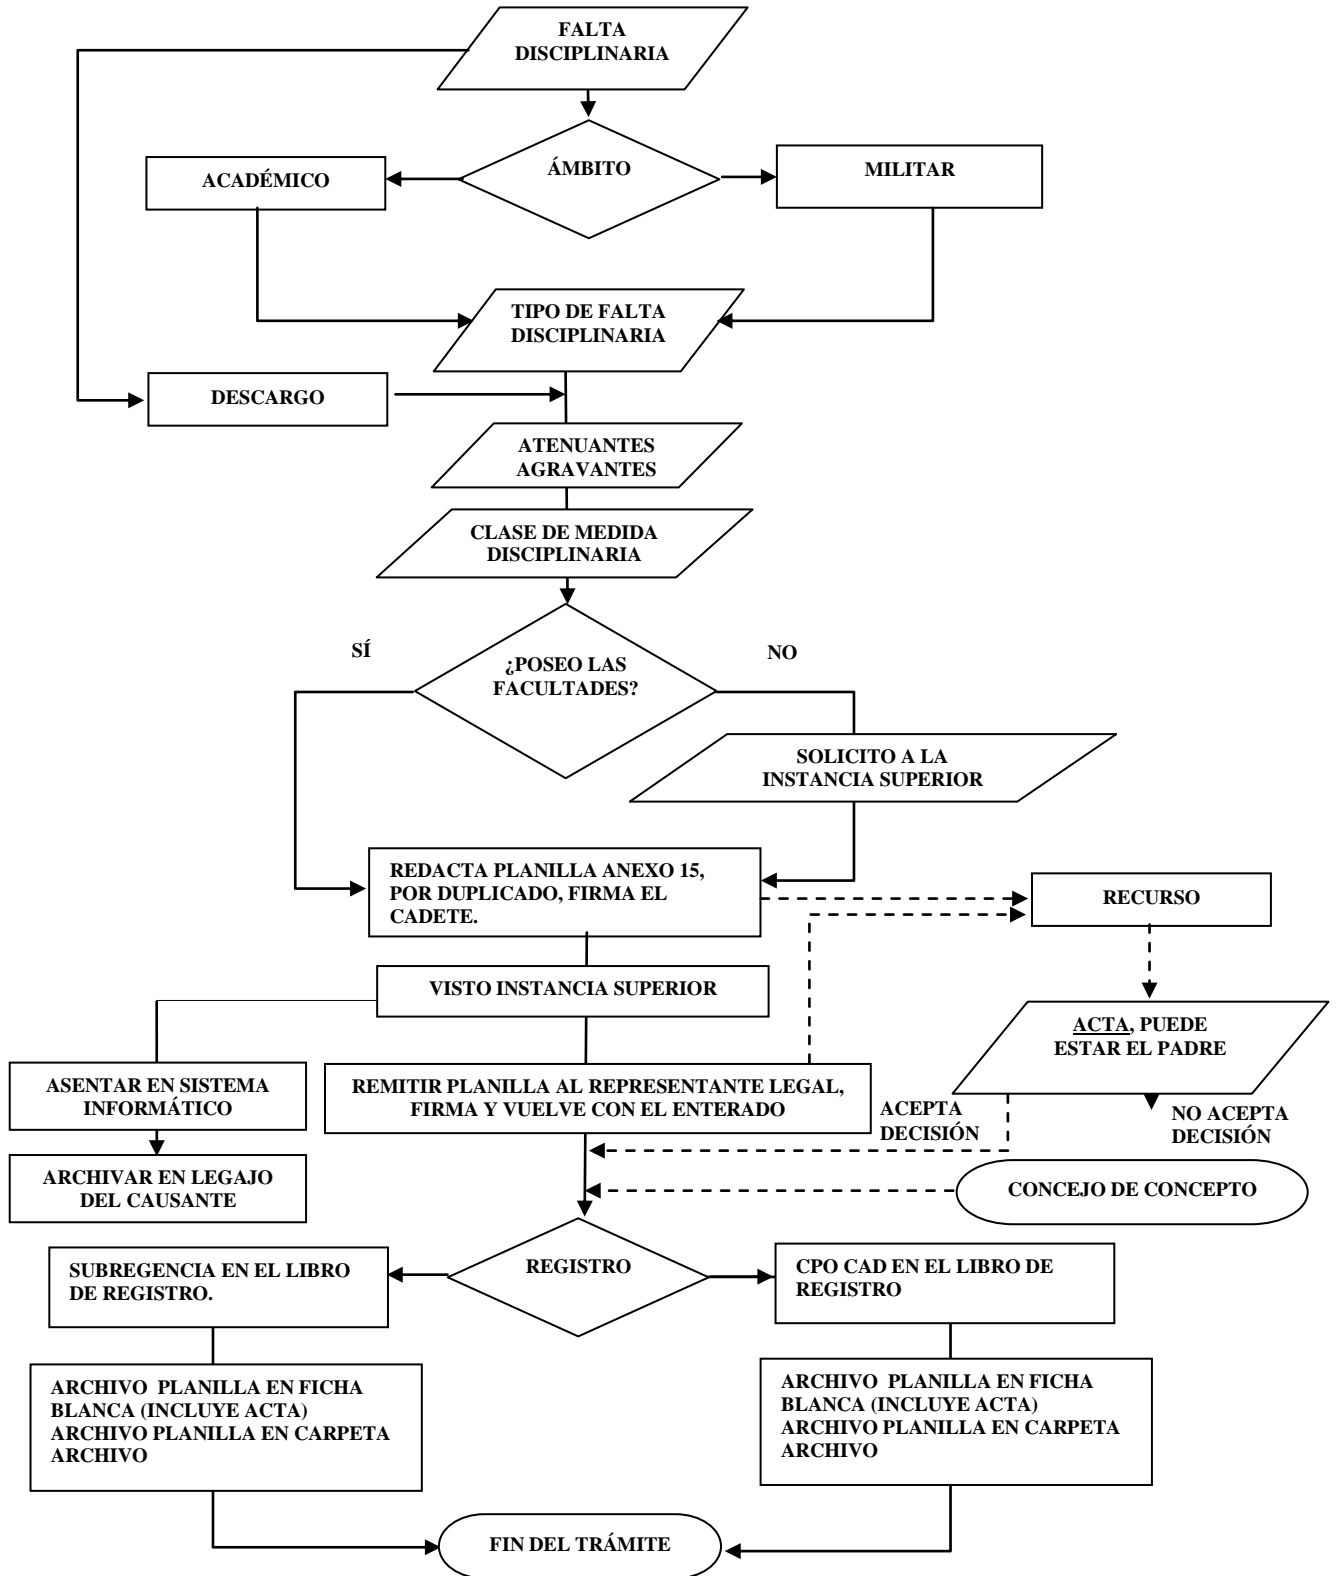 FALTA
DISCIPLINARIA
ÁMBITO
ACADÉMICO
MILITAR
TIPO DE FALTA
DISCIPLINARIA
DESCARGO
ATENUANTES
AGRAVANTES
CLASE DE MEDIDA
DISCIPLINARIA
SÍ
¿POSEO LAS
FACULTADES?
NO
SOLICITO A LA
INSTANCIA SUPERIOR
REDACTA PLANILLA ANEXO 15,
POR DUPLICADO, FIRMA EL
CADETE.
RECURSO
VISTO INSTANCIA SUPERIOR
ACTA, PUEDE
ESTAR EL PADRE
ASENTAR EN SISTEMA
INFORMÁTICO
REMITIR PLANILLA AL REPRESENTANTE LEGAL,
FIRMA Y VUELVE CON EL ENTERADO
ACEPTA
DECISIÓN
NO ACEPTA
DECISIÓN
ARCHIVAR EN LEGAJO
DEL CAUSANTE
CONCEJO DE CONCEPTO
REGISTRO
SUBREGENCIA EN EL LIBRO
DE REGISTRO.
CPO CAD EN EL LIBRO DE
REGISTRO
ARCHIVO PLANILLA EN FICHA
BLANCA (INCLUYE ACTA)
ARCHIVO PLANILLA EN CARPETA
ARCHIVO
ARCHIVO PLANILLA EN FICHA
BLANCA (INCLUYE ACTA)
ARCHIVO PLANILLA EN CARPETA
ARCHIVO
FIN DEL TRÁMITE